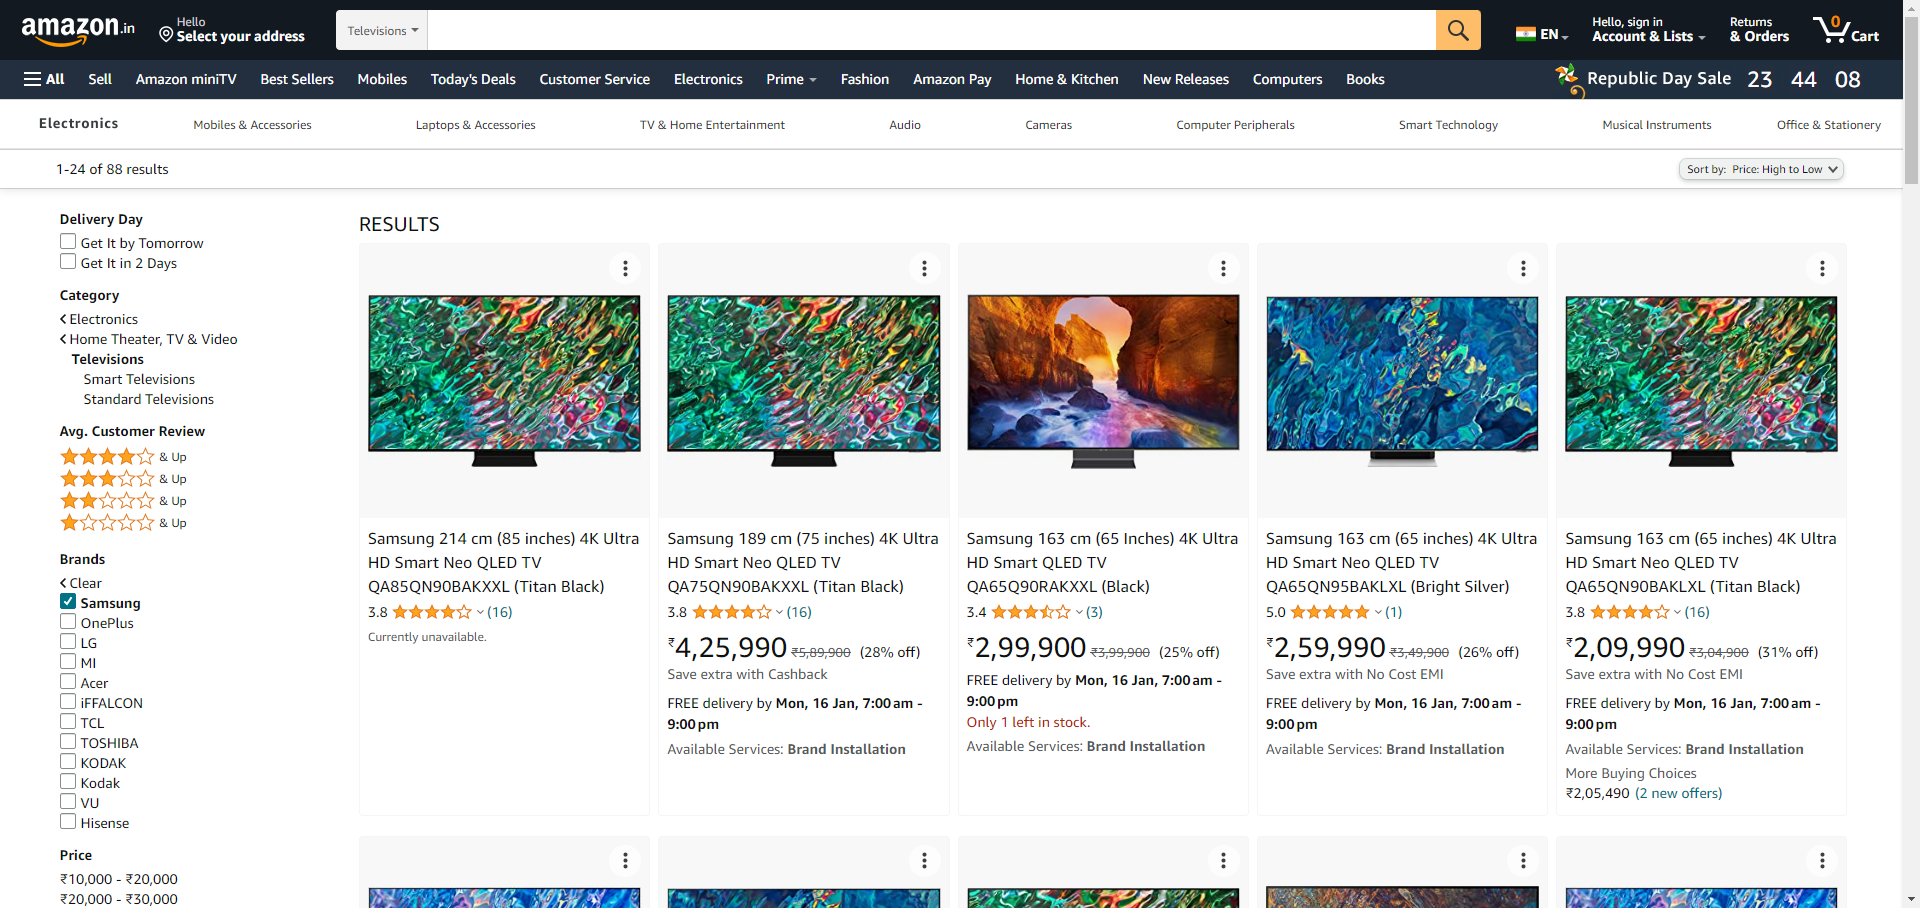 amazon.in
Hello
Select your address
Televisions
EN
Hello, sign in
Account & Lists
Returns
& Orders
0
Cart
All
Sell
Amazon miniTV
Best Sellers
Mobiles
Today's Deals
Customer Service
Electronics
Prime
Fashion
Amazon Pay
Home & Kitchen
New Releases
Computers
Books
Republic Day Sale 23 44 08
Electronics
Mobiles & Accessories
Laptops & Accessories
TV & Home Entertainment
Audio
Cameras
Computer Peripherals
Smart Technology
Musical Instruments
Office & Stationery
1-24 of 88 results
Sort by: Price: High to Low
Delivery Day
Get It by Tomorrow
Get It in 2 Days
Category
Electronics
Home Theater, TV & Video
Televisions
Smart Televisions
Standard Televisions
Avg. Customer Review
& Up
& Up
& Up
& Up
Brands
Clear
Samsung
OnePlus
LG
MI
Acer
iFFALCON
TCL
TOSHIBA
KODAK
Kodak
VU
Hisense
Price
₹10,000 - ₹20,000
₹20,000 - ₹30,000
RESULTS
Samsung 214 cm (85 inches) 4K Ultra
HD Smart Neo QLED TV
QA85QN90BAKXXL (Titan Black)
3.8 (16)
Currently unavailable.
Samsung 189 cm (75 inches) 4K Ultra
HD Smart Neo QLED TV
QA75QN90BAKXXL (Titan Black)
3.8 (16)
₹4,25,990 ₹5,89,900 (28% off)
Save extra with Cashback
FREE delivery by Mon, 16 Jan, 7:00 am -
9:00 pm
Available Services: Brand Installation
Samsung 163 cm (65 Inches) 4K Ultra
HD Smart QLED TV
QA65Q90RAKXXL (Black)
3.4 (3)
₹2,99,900 ₹3,99,900 (25% off)
FREE delivery by Mon, 16 Jan, 7:00 am -
9:00 pm
Only 1 left in stock.
Available Services: Brand Installation
Samsung 163 cm (65 inches) 4K Ultra
HD Smart Neo QLED TV
QA65QN95BAKLXL (Bright Silver)
5.0 (1)
₹2,59,990 ₹3,49,900 (26% off)
Save extra with No Cost EMI
FREE delivery by Mon, 16 Jan, 7:00 am -
9:00 pm
Available Services: Brand Installation
Samsung 163 cm (65 inches) 4K Ultra
HD Smart Neo QLED TV
QA65QN90BAKLXL (Titan Black)
3.8 (16)
₹2,09,990 ₹3,04,900 (31% off)
Save extra with No Cost EMI
FREE delivery by Mon, 16 Jan, 7:00 am -
9:00 pm
Available Services: Brand Installation
More Buying Choices
₹2,05,490 (2 new offers)